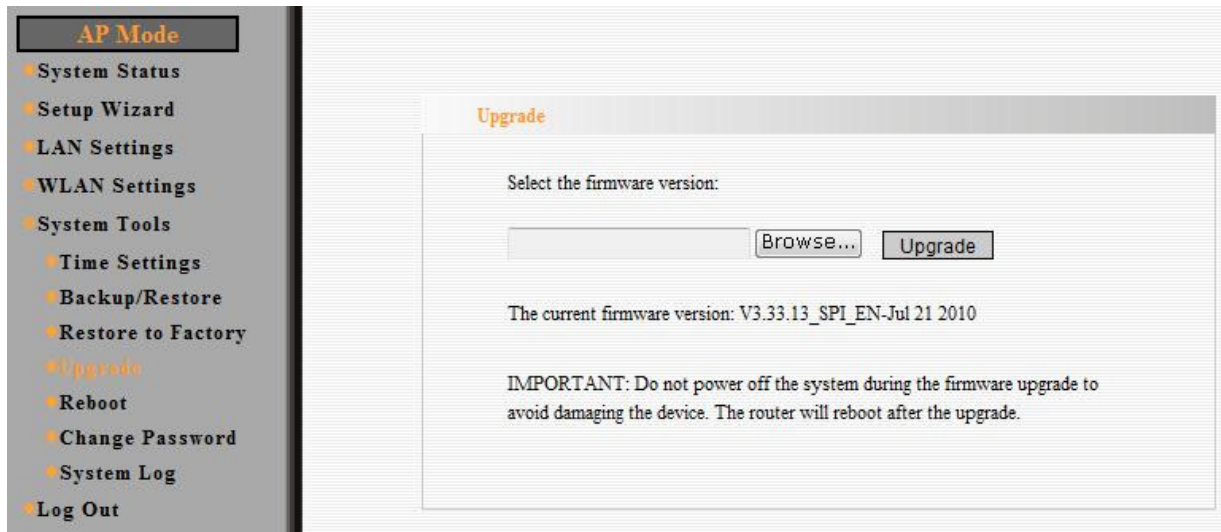 AP Mode
System Status
Setup Wizard
LAN Settings
WLAN Settings
System Tools
Time Settings
Backup/Restore
Restore to Factory
Upgrade
Reboot
Change Password
System Log
Log Out
Upgrade
Select the firmware version:
Browse... Upgrade
The current firmware version: V3.33.13_SPI_EN-Jul 21 2010
IMPORTANT: Do not power off the system during the firmware upgrade to
avoid damaging the device. The router will reboot after the upgrade.